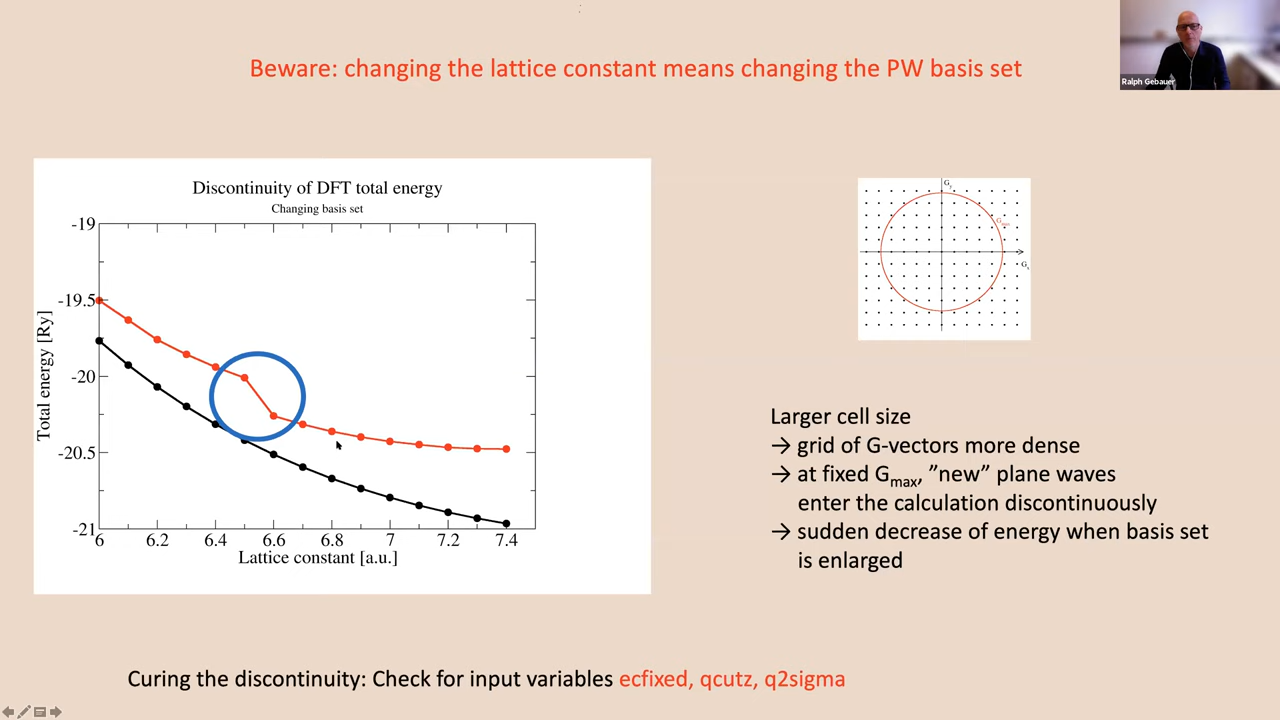 Beware: changing the lattice constant means changing the PW basis set
Ralph Gebauer
Discontinuity of DFT total energy
Changing basis set
-19
-19.5
-20
-20.5
-21
Total energy [Ry]
6 6.2 6.4 6.6 6.8 7 7.2 7.4
Lattice constant [a.u.]
Gy
Gmax
Gx
Larger cell size
→ grid of G-vectors more dense
→ at fixed Gmax, ”new” plane waves
enter the calculation discontinuously
→ sudden decrease of energy when basis set
is enlarged
Curing the discontinuity: Check for input variables ecfixed, qcutz, q2sigma